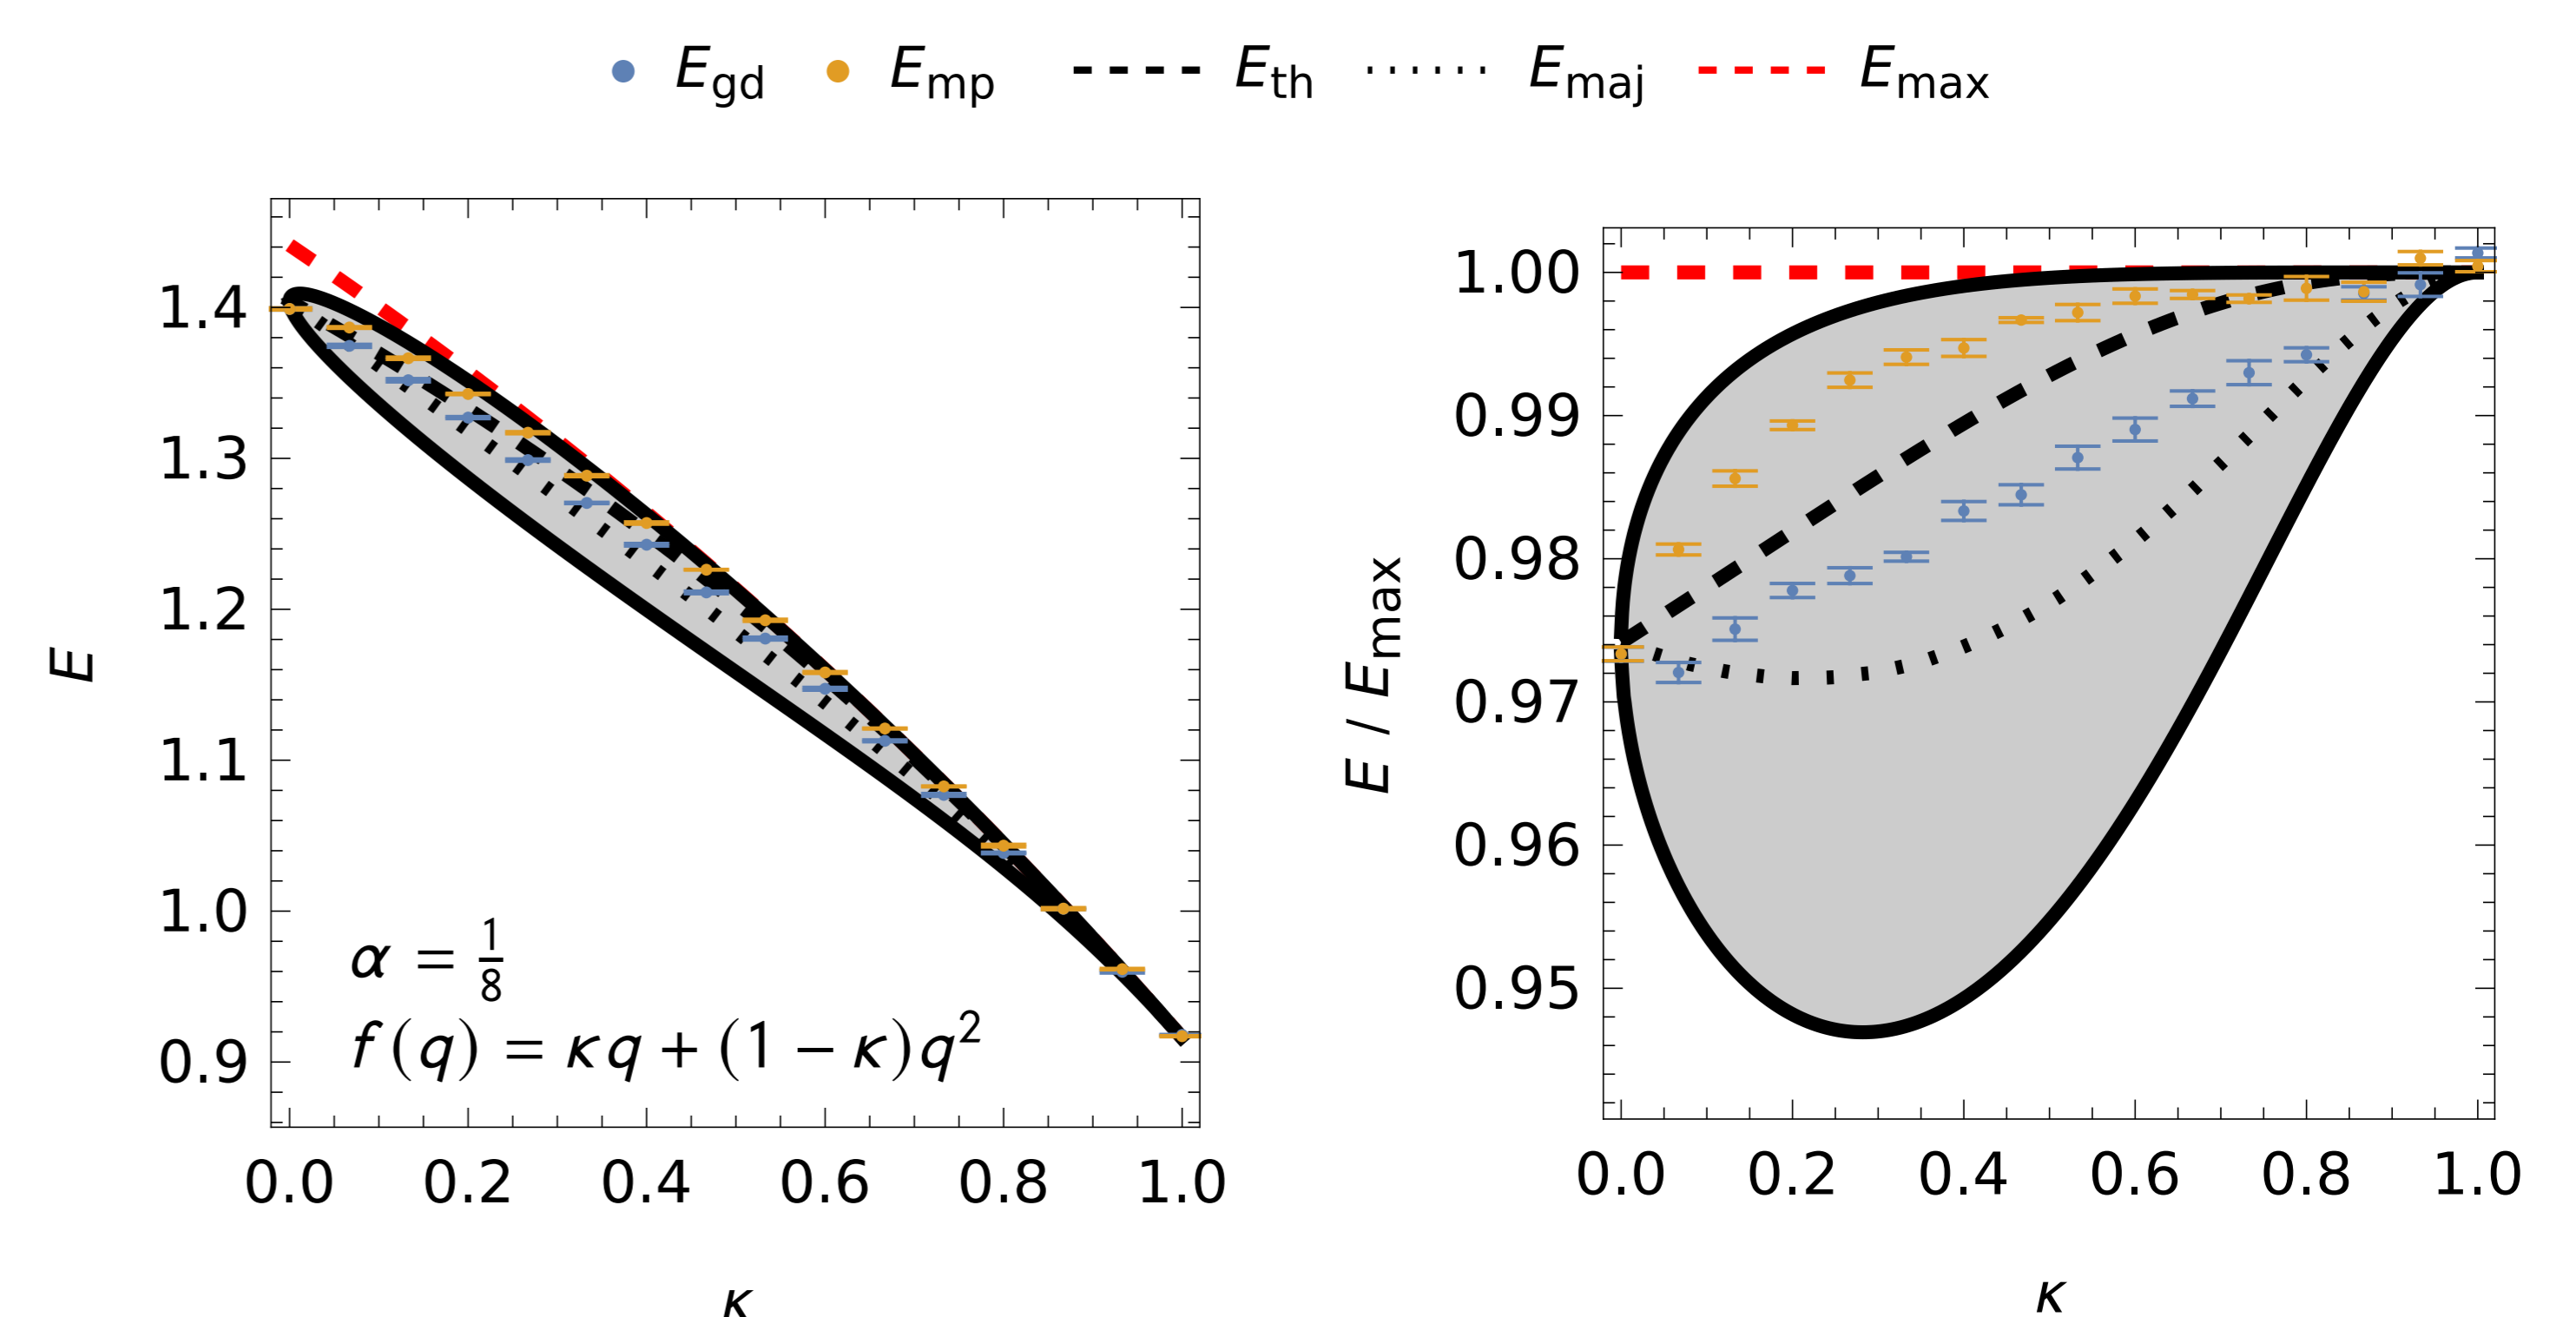 E_gd E_mp E_th E_maj E_max
E
1.4
1.3
1.2
1.1
1.0
0.9
α = 1/8
f(q) = κq + (1 − κ)q²
0.0 0.2 0.4 0.6 0.8 1.0
κ
E / E_max
1.00
0.99
0.98
0.97
0.96
0.95
0.0 0.2 0.4 0.6 0.8 1.0
κ